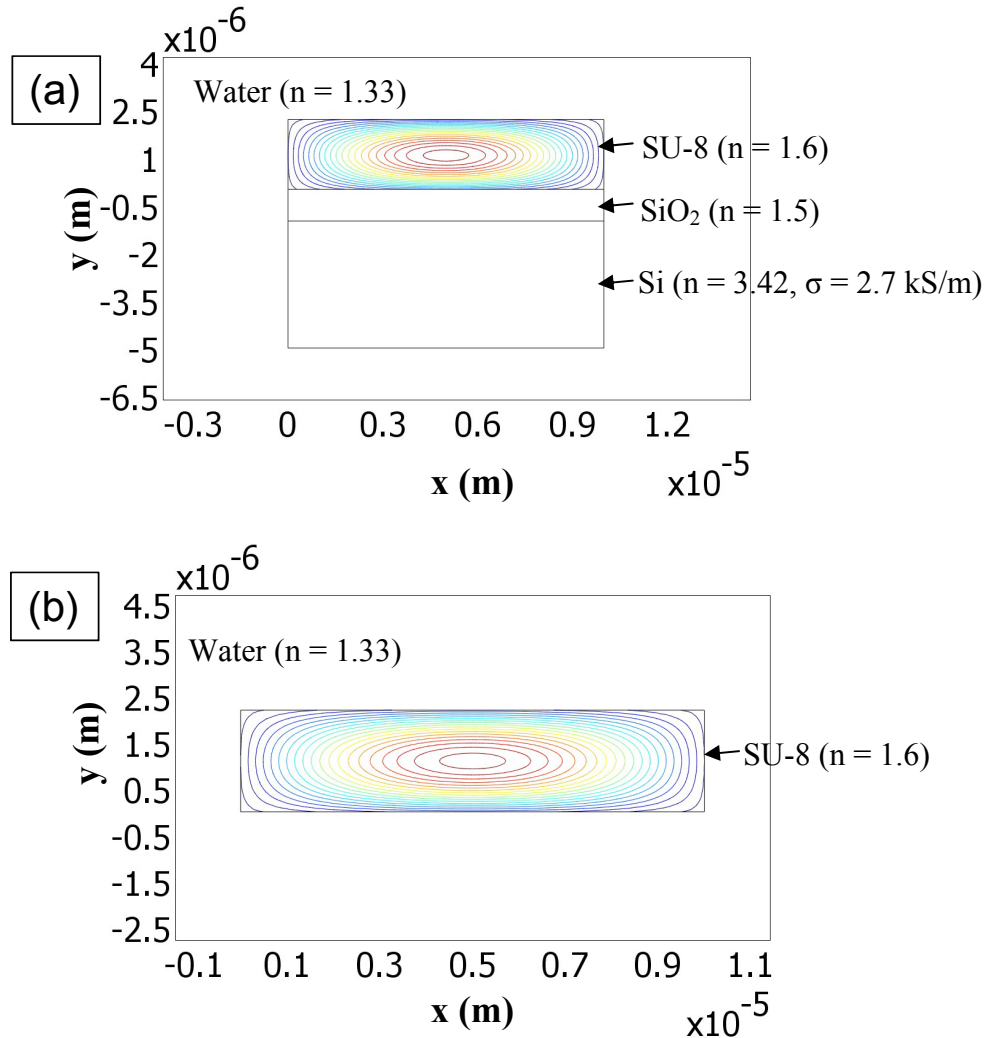 x10⁻⁶
(a)
4
2.5
1
-0.5
-2
-3.5
-5
-6.5
y (m)
Water (n = 1.33)
SU-8 (n = 1.6)
SiO₂ (n = 1.5)
Si (n = 3.42, σ = 2.7 kS/m)
-0.3 0 0.3 0.6 0.9 1.2
x10⁻⁵
x (m)
x10⁻⁶
(b)
4.5
3.5
2.5
1.5
0.5
-0.5
-1.5
-2.5
y (m)
Water (n = 1.33)
SU-8 (n = 1.6)
-0.1 0.1 0.3 0.5 0.7 0.9 1.1
x10⁻⁵
x (m)